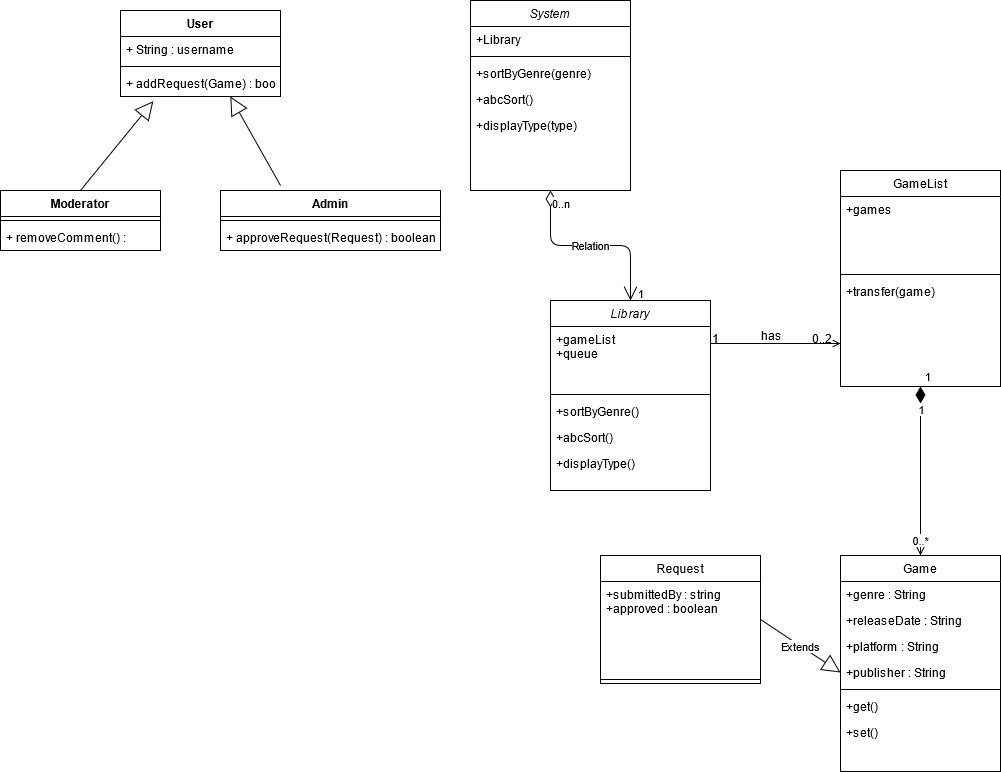 User
+ String : username
+ addRequest(Game) : boo
Moderator
+ removeComment() :
Admin
+ approveRequest(Request) : boolean
System
+Library
+sortByGenre(genre)
+abcSort()
+displayType(type)
0..n
Relation
1
Library
+gameList
+queue
+sortByGenre()
+abcSort()
+displayType()
1
has
0..2
GameList
+games
+transfer(game)
1
1
0..*
Request
+submittedBy : string
+approved : boolean
Extends
Game
+genre : String
+releaseDate : String
+platform : String
+publisher : String
+get()
+set()